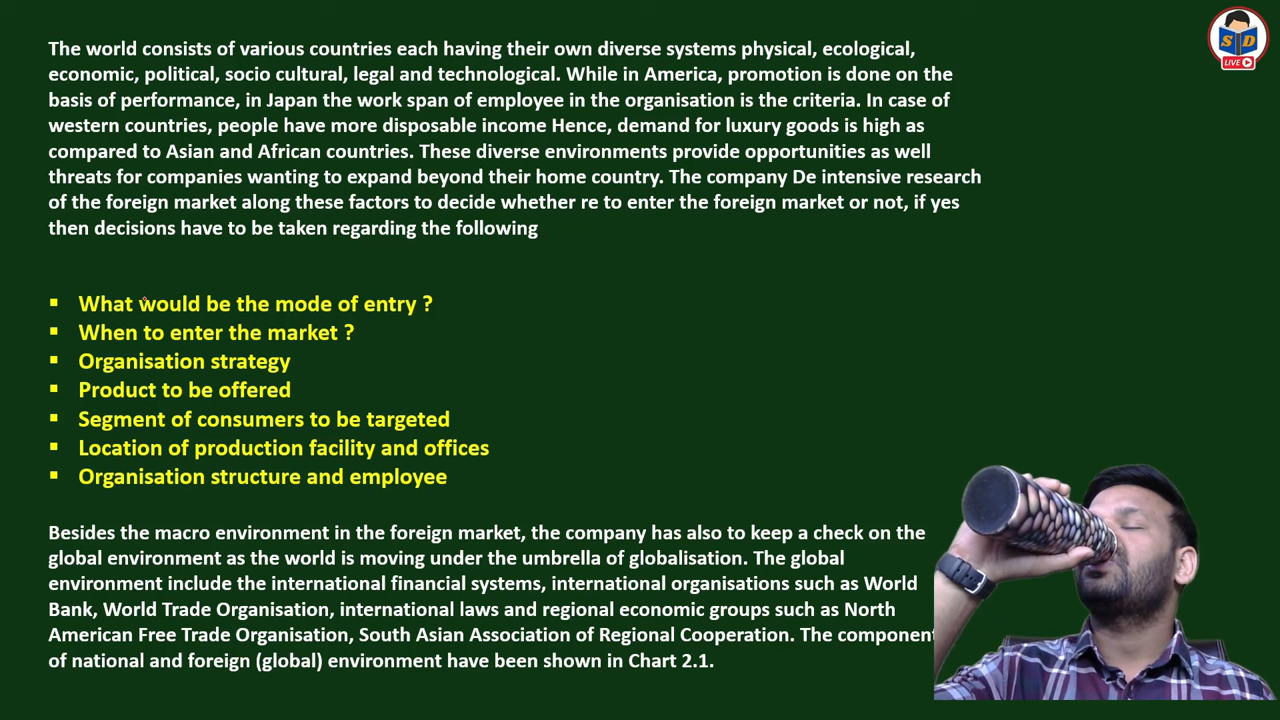 The world consists of various countries each having their own diverse systems physical, ecological,
economic, political, socio cultural, legal and technological. While in America, promotion is done on the
basis of performance, in Japan the work span of employee in the organisation is the criteria. In case of
western countries, people have more disposable income Hence, demand for luxury goods is high as
compared to Asian and African countries. These diverse environments provide opportunities as well
threats for companies wanting to expand beyond their home country. The company De intensive research
of the foreign market along these factors to decide whether re to enter the foreign market or not, if yes
then decisions have to be taken regarding the following
▪ What would be the mode of entry ?
▪ When to enter the market ?
▪ Organisation strategy
▪ Product to be offered
▪ Segment of consumers to be targeted
▪ Location of production facility and offices
▪ Organisation structure and employee
Besides the macro environment in the foreign market, the company has also to keep a check on the
global environment as the world is moving under the umbrella of globalisation. The global
environment include the international financial systems, international organisations such as World
Bank, World Trade Organisation, international laws and regional economic groups such as North
American Free Trade Organisation, South Asian Association of Regional Cooperation. The component
of national and foreign (global) environment have been shown in Chart 2.1.
S D
LIVE